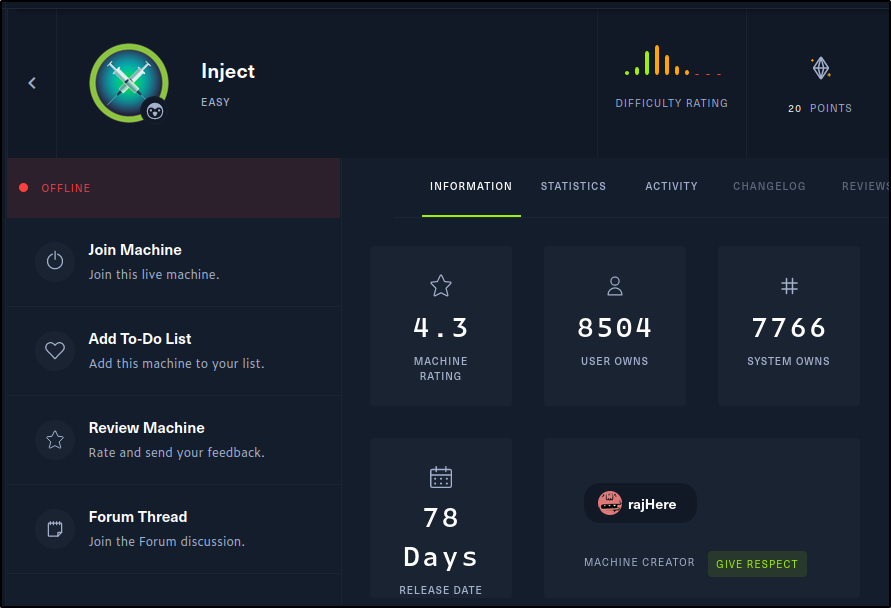 Inject
EASY
DIFFICULTY RATING
20 POINTS
OFFLINE
INFORMATION STATISTICS ACTIVITY CHANGELOG REVIEWS
Join Machine
Join this live machine.
Add To-Do List
Add this machine to your list.
Review Machine
Rate and send your feedback.
Forum Thread
Join the Forum discussion.
4.3
MACHINE
RATING
8504
USER OWNS
7766
SYSTEM OWNS
78
Days
RELEASE DATE
rajHere
MACHINE CREATOR
GIVE RESPECT